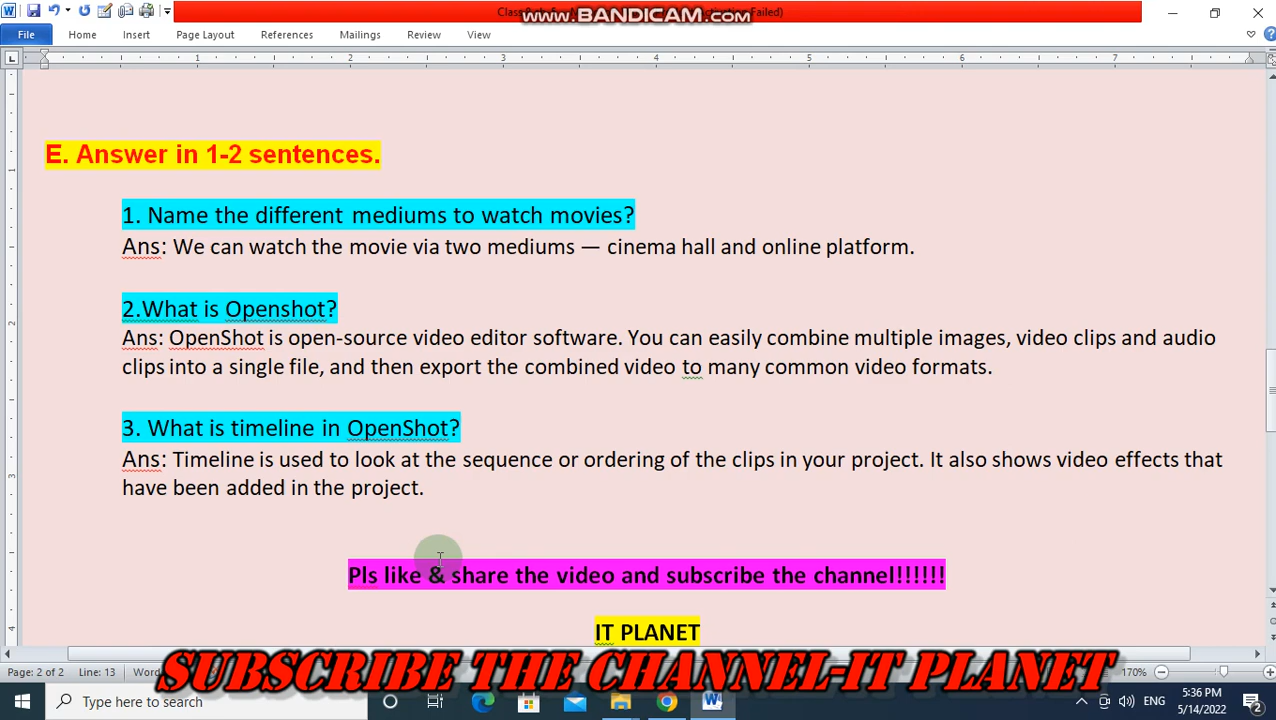 www.BANDICAM.com
File Home Insert Page Layout References Mailings Review View
1 2 3 4 5 6 7
E. Answer in 1-2 sentences.
1. Name the different mediums to watch movies?
Ans: We can watch the movie via two mediums — cinema hall and online platform.
2.What is Openshot?
Ans: OpenShot is open-source video editor software. You can easily combine multiple images, video clips and audio
clips into a single file, and then export the combined video to many common video formats.
3. What is timeline in OpenShot?
Ans: Timeline is used to look at the sequence or ordering of the clips in your project. It also shows video effects that
have been added in the project.
Pls like & share the video and subscribe the channel!!!!!!
IT PLANET
Page: 2 of 2 Line: 13 170%
SUBSCRIBE THE CHANNEL-IT PLANET
Type here to search ENG 5:36 PM
5/14/2022